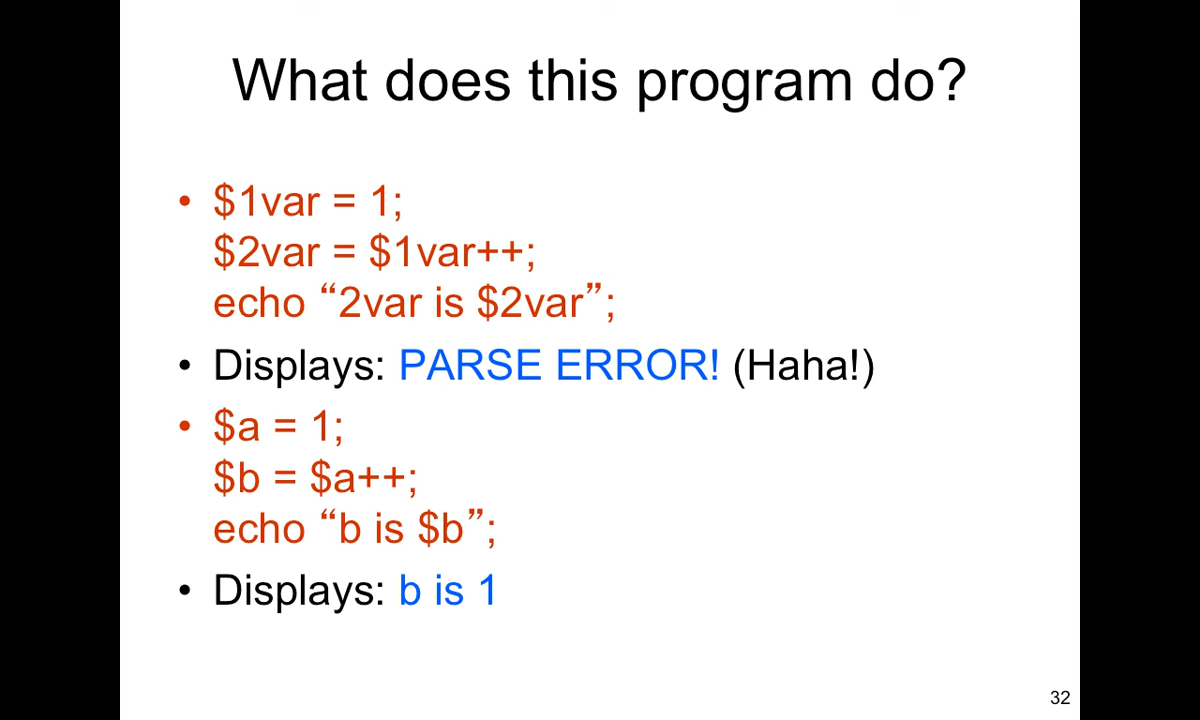 What does this program do?
• $1var = 1;
$2var = $1var++;
echo “2var is $2var”;
• Displays: PARSE ERROR! (Haha!)
• $a = 1;
$b = $a++;
echo “b is $b”;
• Displays: b is 1
32